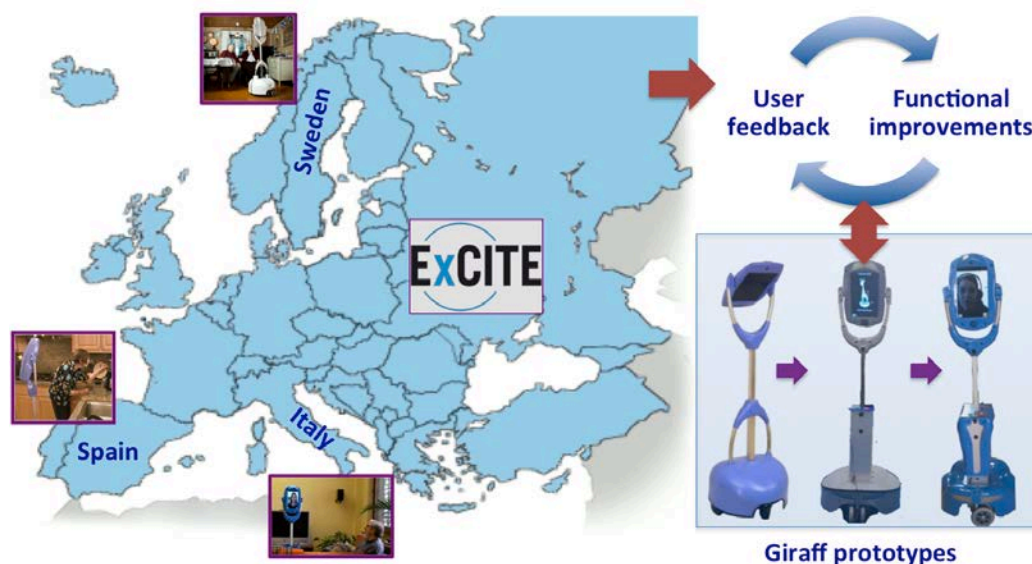 Sweden
ExCITE
Spain
Italy
User
feedback
Functional
improvements
Giraff prototypes